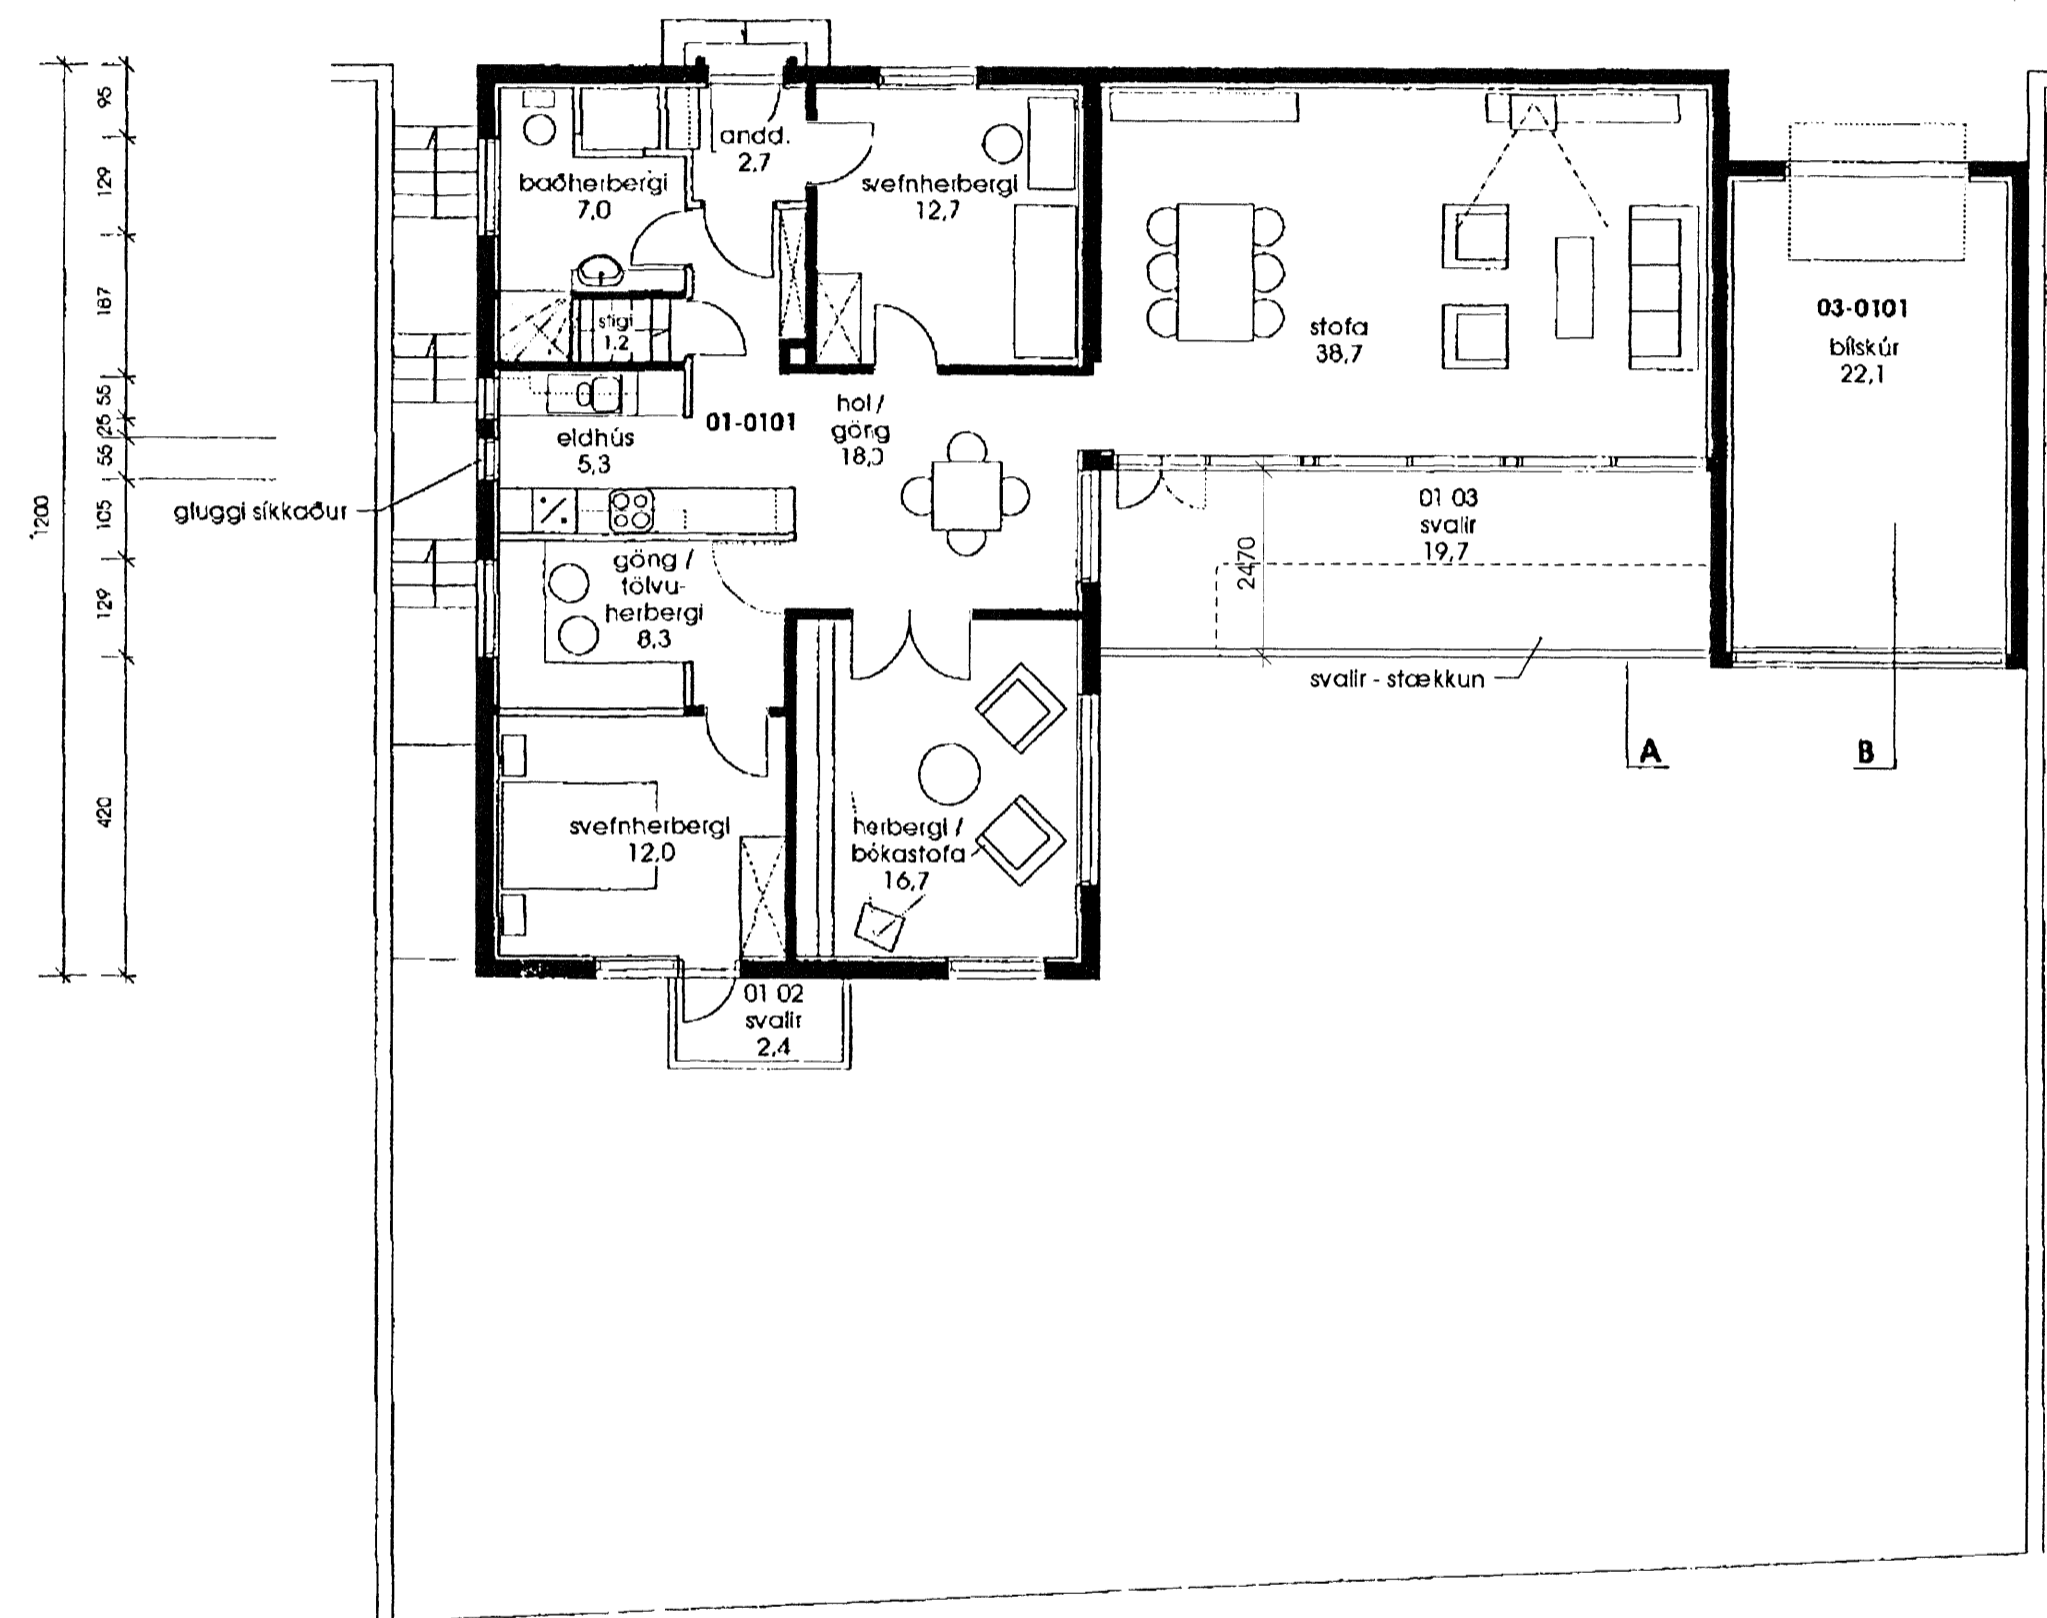 andd.
2,7
baðherbergi
7,0
svefnherbergi
12,7
stigi
1.2
stofa
38,7
03-0101
bílskúr
22,1
hol /
göng
18,0
01-0101
eldhús
5,3
gluggi síkkaður
göng /
tölvu-
herbergi
8,3
01 03
svalir
19,7
2470
svalir - stækkun
A
B
svefnherbergi
12,0
herbergi /
bókastofa
16,7
01 02
svalir
2,4
1200
95
129
187
55
25
55
105
129
420